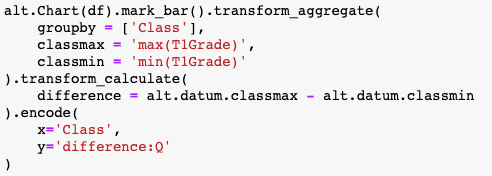 alt.Chart(df).mark_bar().transform_aggregate(
    groupby = ['Class'],
    classmax = 'max(T1Grade)',
    classmin = 'min(T1Grade)'
).transform_calculate(
    difference = alt.datum.classmax - alt.datum.classmin
).encode(
    x='Class',
    y='difference:Q'
)